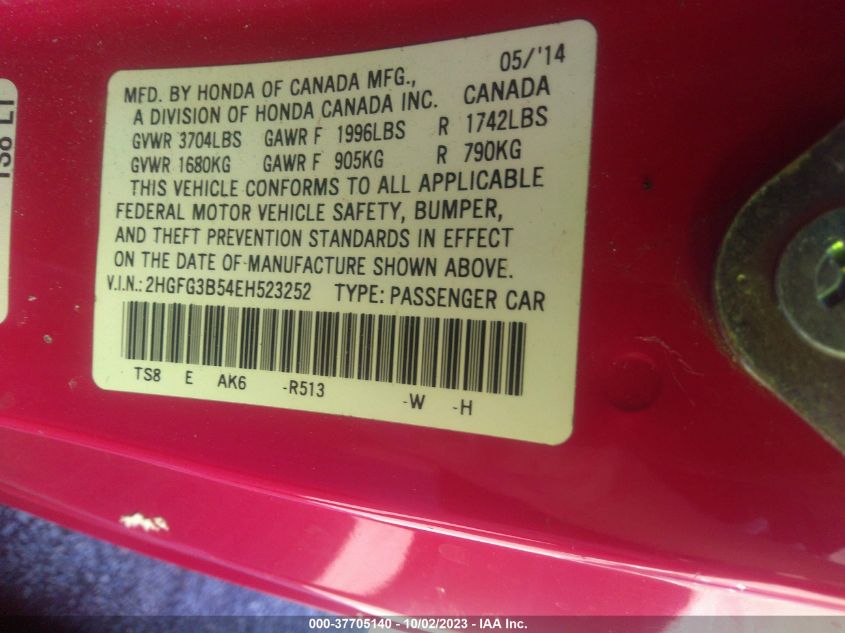 05/'14
MFD. BY HONDA OF CANADA MFG.,
A DIVISION OF HONDA CANADA INC. CANADA
GVWR 3704LBS GAWR F 1996LBS R 1742LBS
GVWR 1680KG GAWR F 905KG R 790KG
THIS VEHICLE CONFORMS TO ALL APPLICABLE
FEDERAL MOTOR VEHICLE SAFETY, BUMPER,
AND THEFT PREVENTION STANDARDS IN EFFECT
ON THE DATE OF MANUFACTURE SHOWN ABOVE.
V.I.N.: 2HGFG3B54EH523252 TYPE: PASSENGER CAR
TS8 E AK6 -R513 -W -H
TS8 L1
000-37705140 - 10/02/2023 - IAA Inc.